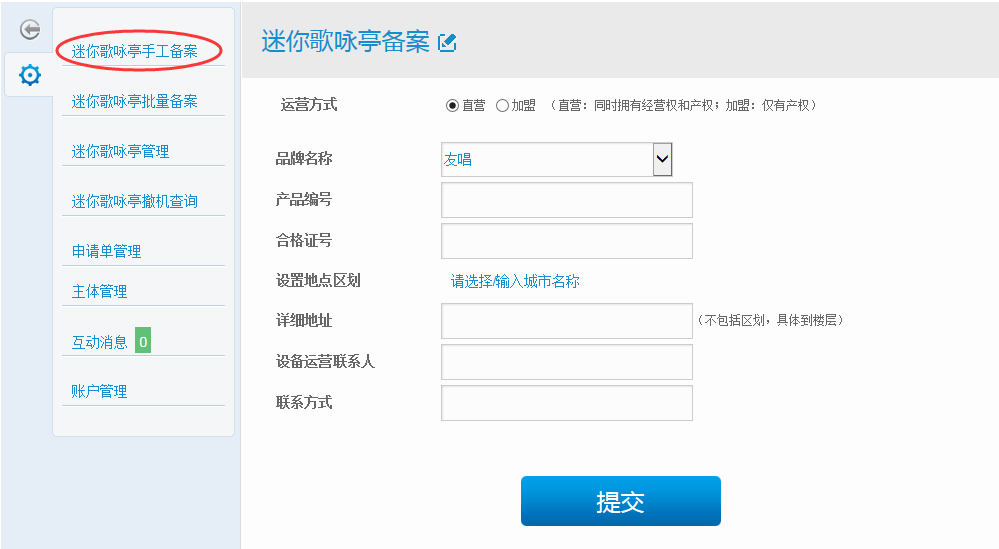 迷你歌咏亭手工备案
迷你歌咏亭批量备案
迷你歌咏亭管理
迷你歌咏亭撤机查询
申请单管理
主体管理
互动消息 0
账户管理
迷你歌咏亭备案
运营方式 直营 加盟 （直营：同时拥有经营权和产权；加盟：仅有产权）
品牌名称 友唱
产品编号
合格证号
设置地点区划 请选择/输入城市名称
详细地址 （不包括区划，具体到楼层）
设备运营联系人
联系方式
提交